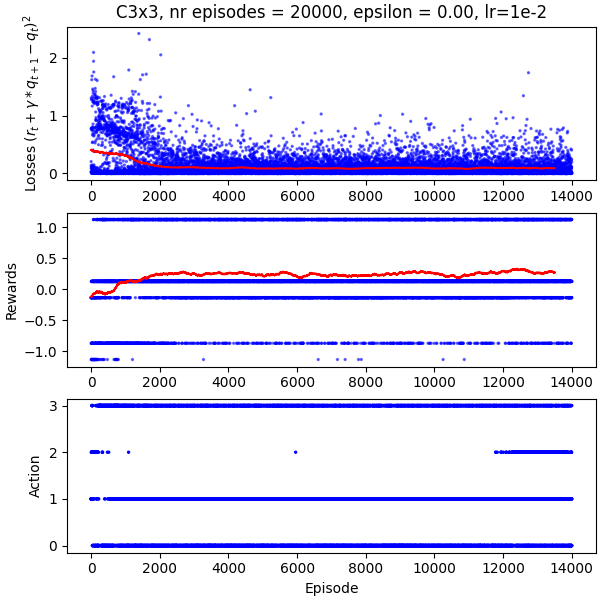 C3x3, nr episodes = 20000, epsilon = 0.00, lr=1e-2
Losses (r_t + γ * q_{t+1} − q_t)^2
2
1
0
0 2000 4000 6000 8000 10000 12000 14000
Rewards
1.0
0.5
0.0
−0.5
−1.0
0 2000 4000 6000 8000 10000 12000 14000
Action
3
2
1
0
0 2000 4000 6000 8000 10000 12000 14000
Episode